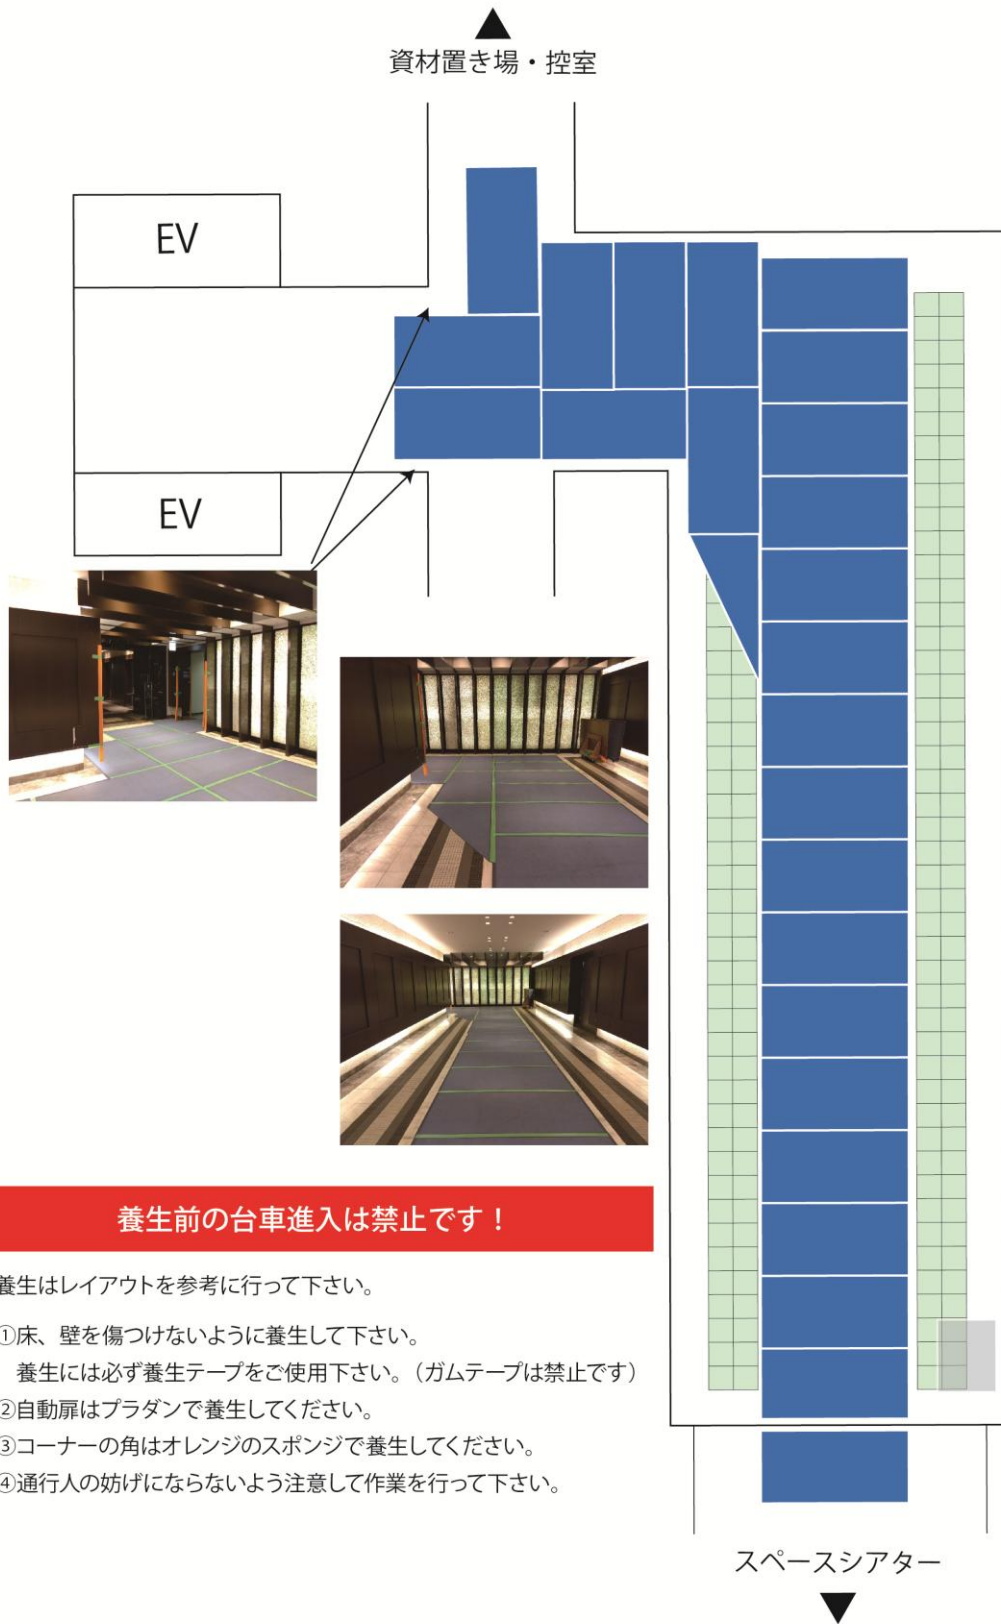 資材置き場・控室
EV
EV
養生前の台車進入は禁止です！
養生はレイアウトを参考に行って下さい。
①床、壁を傷つけないように養生して下さい。
養生には必ず養生テープをご使用下さい。（ガムテープは禁止です）
②自動扉はプラダンで養生してください。
③コーナーの角はオレンジのスポンジで養生してください。
④通行人の妨げにならないよう注意して作業を行って下さい。
スペースシアター